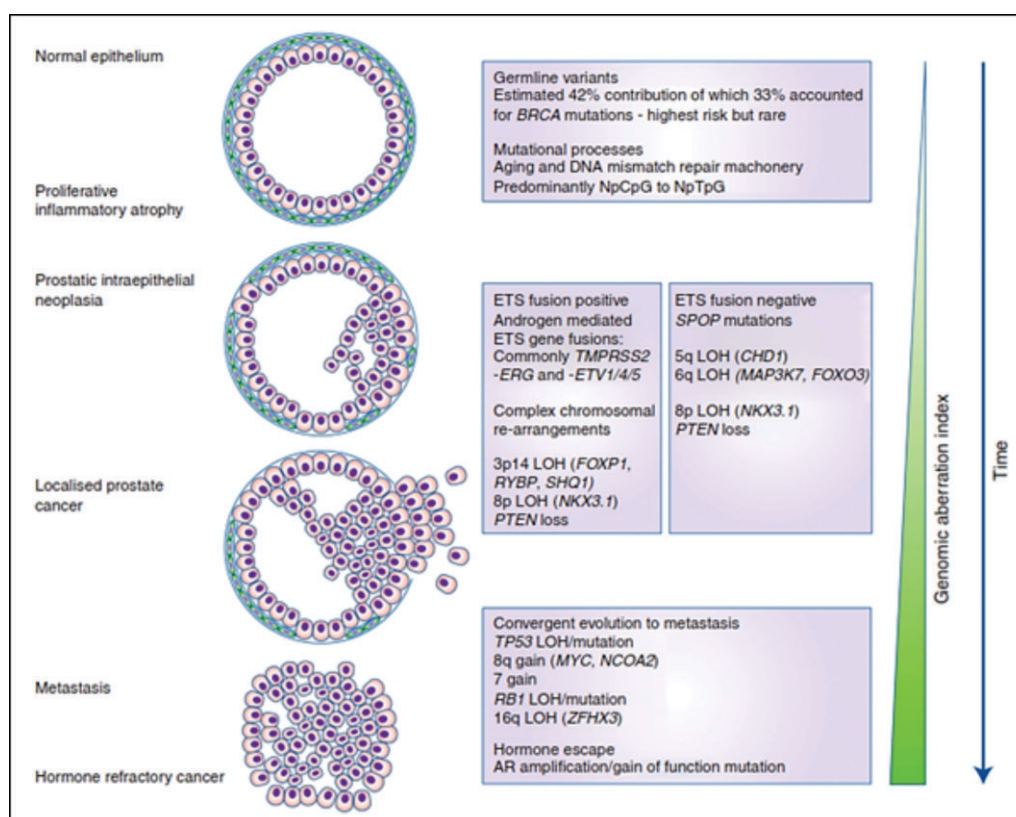 Normal epithelium
Proliferative
inflammatory atrophy
Prostatic intraepithelial
neoplasia
Localised prostate
cancer
Metastasis
Hormone refractory cancer
Germline variants
Estimated 42% contribution of which 33% accounted
for BRCA mutations - highest risk but rare
Mutational processes
Aging and DNA mismatch repair machonery
Predominantly NpCpG to NpTpG
ETS fusion positive
Androgen mediated
ETS gene fusions:
Commonly TMPRSS2
-ERG and -ETV1/4/5
Complex chromosomal
re-arrangements
3p14 LOH (FOXP1,
RYBP, SHQ1)
8p LOH (NKX3.1)
PTEN loss
ETS fusion negative
SPOP mutations
5q LOH (CHD1)
6q LOH (MAP3K7, FOXO3)
8p LOH (NKX3.1)
PTEN loss
Convergent evolution to metastasis
TP53 LOH/mutation
8q gain (MYC, NCOA2)
7 gain
RB1 LOH/mutation
16q LOH (ZFHX3)
Hormone escape
AR amplification/gain of function mutation
Genomic aberration index
Time